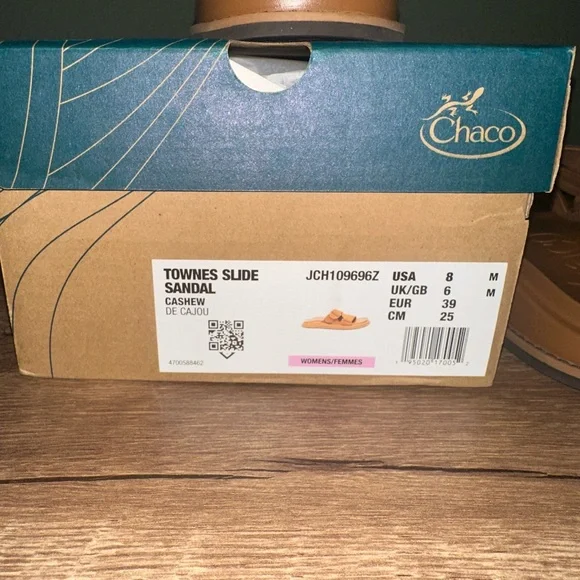 Chaco
TOWNES SLIDE
SANDAL
CASHEW
DE CAJOU
4700588462
JCH109696Z
WOMENS/FEMMES
USA 8 M
UK/GB 6 M
EUR 39
CM 25